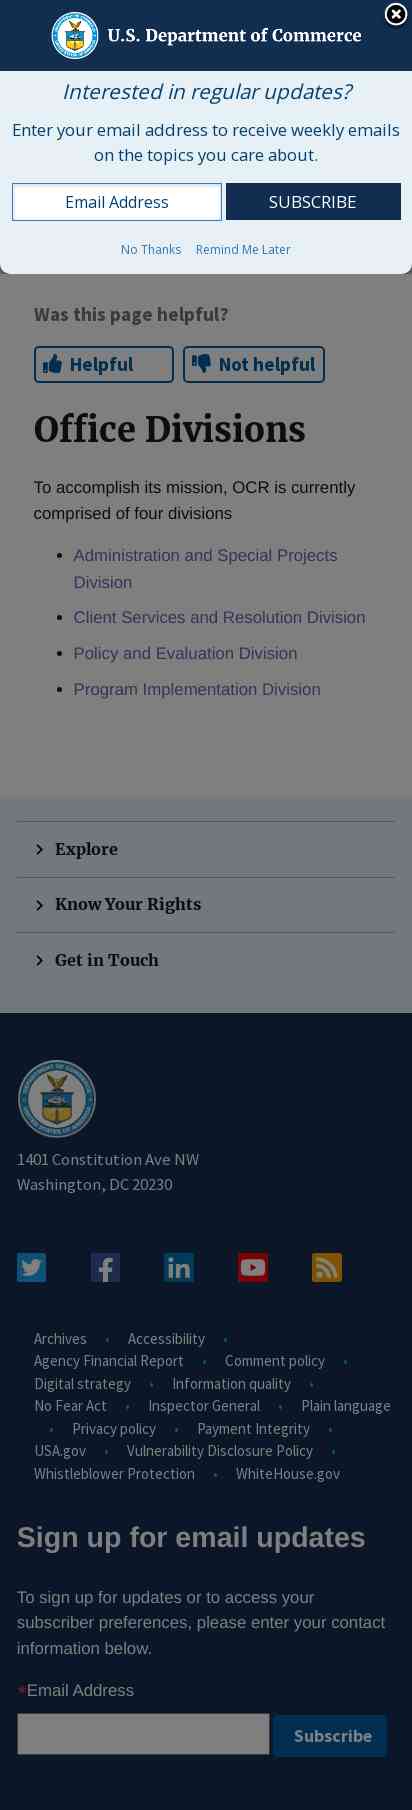 U.S. Department of Commerce
Interested in regular updates?
Enter your email address to receive weekly emails
on the topics you care about.
Email Address SUBSCRIBE
No Thanks Remind Me Later
Was this page helpful?
Helpful Not helpful
Office Divisions
To accomplish its mission, OCR is currently
comprised of four divisions
• Administration and Special Projects
Division
• Client Services and Resolution Division
• Policy and Evaluation Division
• Program Implementation Division
Explore
Know Your Rights
Get in Touch
1401 Constitution Ave NW
Washington, DC 20230
Archives • Accessibility •
Agency Financial Report • Comment policy •
Digital strategy • Information quality •
No Fear Act • Inspector General • Plain language
• Privacy policy • Payment Integrity •
USA.gov • Vulnerability Disclosure Policy •
Whistleblower Protection • WhiteHouse.gov
Sign up for email updates
To sign up for updates or to access your
subscriber preferences, please enter your contact
information below.
*Email Address
Subscribe